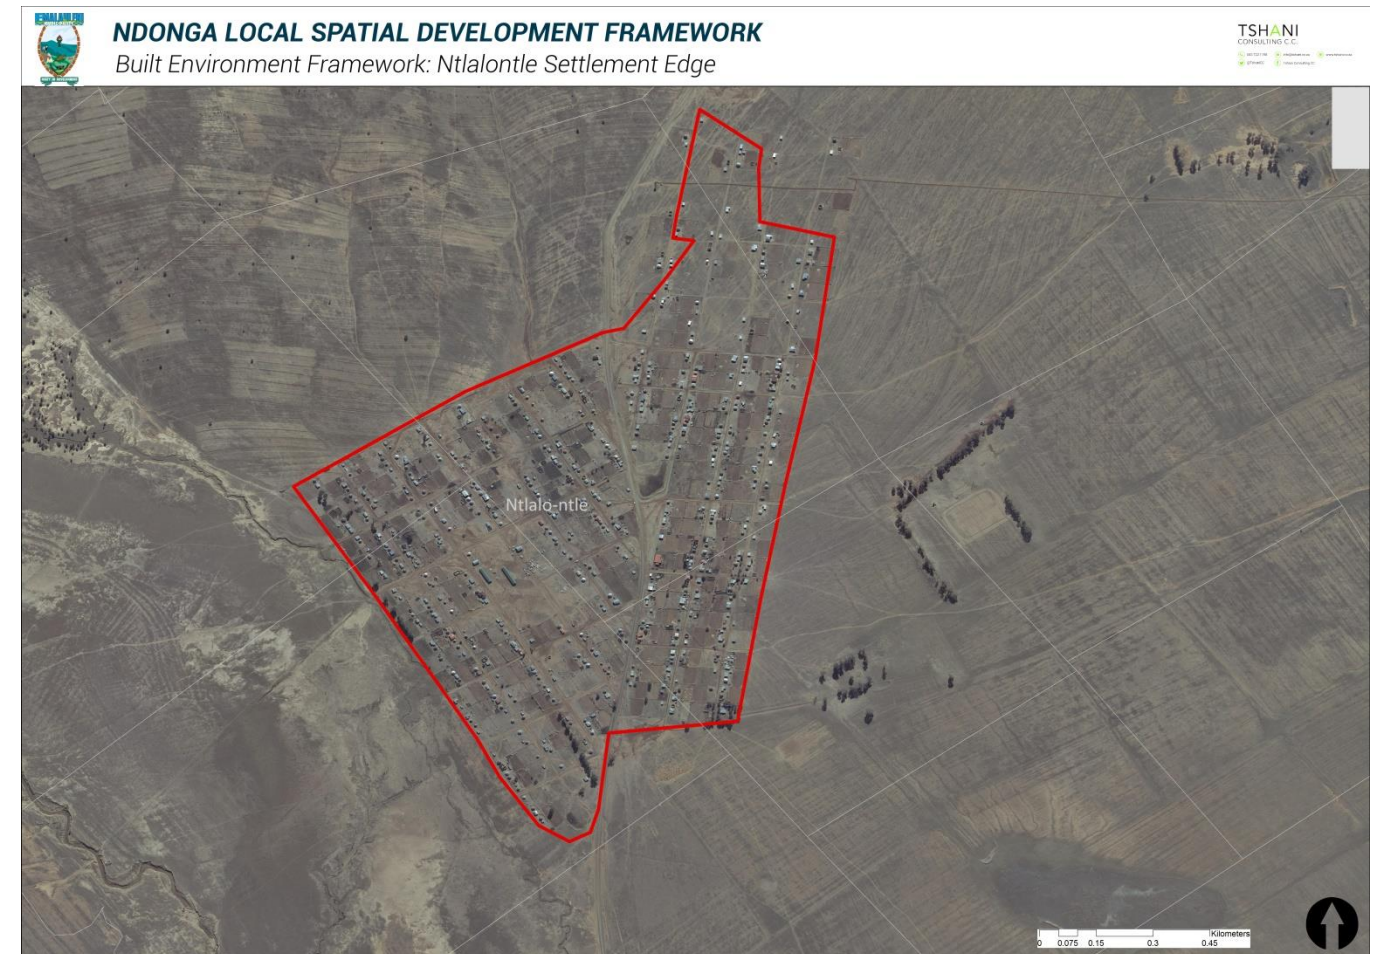 NDONGA LOCAL SPATIAL DEVELOPMENT FRAMEWORK
Built Environment Framework: Ntlalontle Settlement Edge
TSHANI
CONSULTING C.C.
Ntlalo-ntle
Kilometers
0 0.075 0.15 0.3 0.45